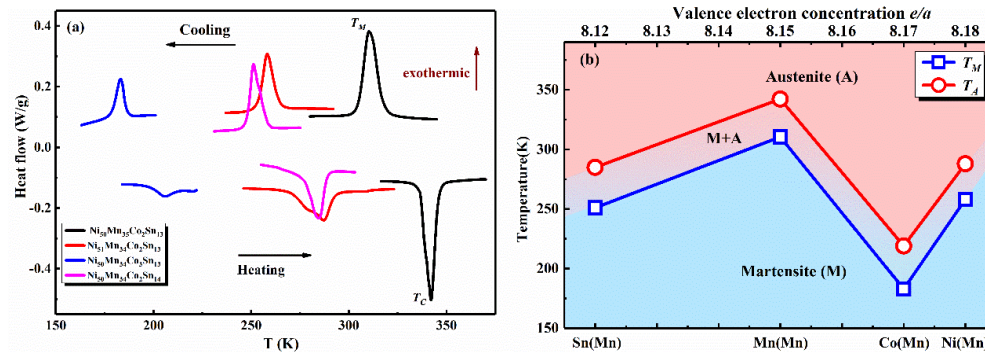 (a)
Cooling
T_M
exothermic
Heat flow (W/g)
0.4
0.2
0.0
-0.2
-0.4
Ni50Mn35Co2Sn13
Ni51Mn34Co2Sn13
Ni50Mn34Co3Sn13
Ni50Mn34Co2Sn14
Heating
T_C
200 250 300 350
T (K)
Valence electron concentration e/a
8.12 8.13 8.14 8.15 8.16 8.17 8.18
(b)
Austenite (A)
T_M
T_A
M+A
Martensite (M)
Temperature(K)
350
300
250
200
150
Sn(Mn) Mn(Mn) Co(Mn) Ni(Mn)